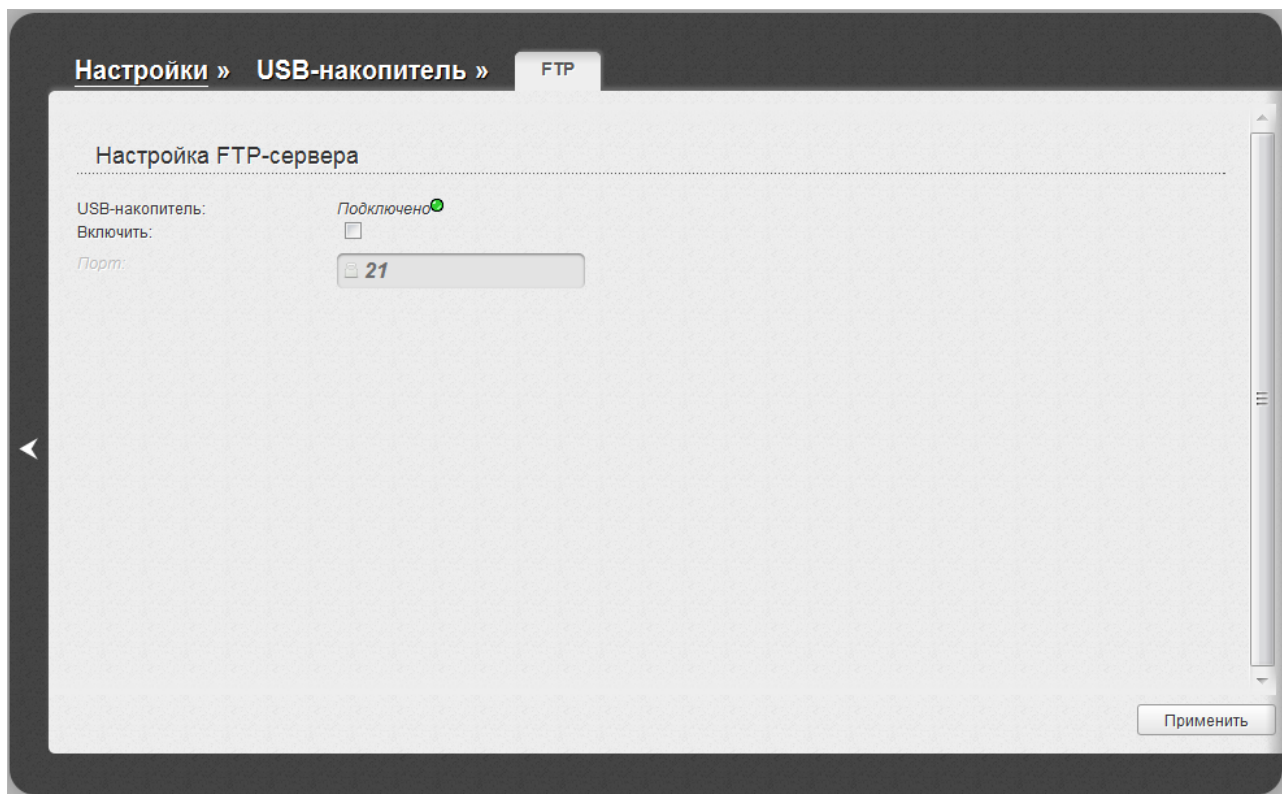 Настройки » USB-накопитель » FTP
Настройка FTP-сервера
USB-накопитель: Подключено
Включить:
Порт: 21
Применить